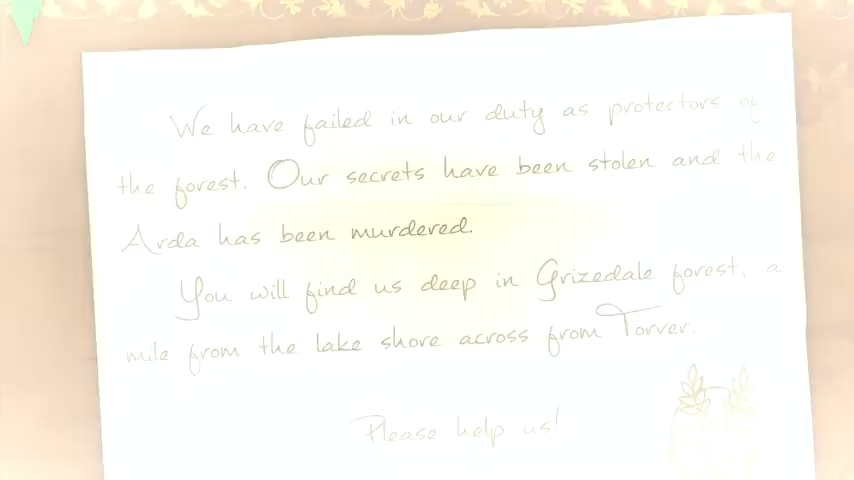 We have failed in our duty as protectors of
the forest. Our secrets have been stolen and the
Arda has been murdered.
You will find us deep in Grizedale forest, a
mile from the lake shore across from Torver.
Please help us!